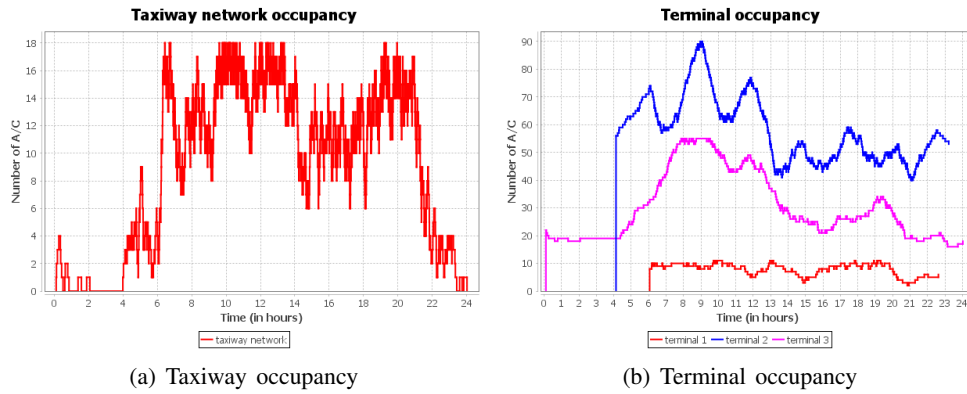 Taxiway network occupancy
Number of A/C
18
16
14
12
10
8
6
4
2
0
0 2 4 6 8 10 12 14 16 18 20 22 24
Time (in hours)
taxiway network
(a) Taxiway occupancy
Terminal occupancy
Number of A/C
90
80
70
60
50
40
30
20
10
0
0 1 2 3 4 5 6 7 8 9 10 11 12 13 14 15 16 17 18 19 20 21 22 23 24
Time (in hours)
terminal 1 terminal 2 terminal 3
(b) Terminal occupancy